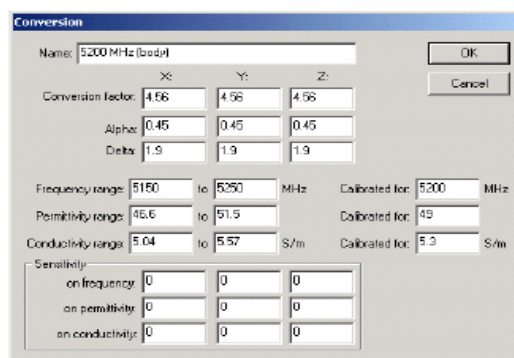 Conversion
Name: 5200 MHz (body)
OK
Cancel
X: Y: Z:
Conversion factor: 4.56 4.56 4.56
Alpha: 0.45 0.45 0.45
Delta: 1.9 1.9 1.9
Frequency range: 5150 to 5250 MHz Calibrated for: 5200 MHz
Permittivity range: 46.6 to 51.5 Calibrated for: 49
Conductivity range: 5.04 to 5.57 S/m Calibrated for: 5.3 S/m
Sensitivity
on frequency: 0 0 0
on permittivity: 0 0 0
on conductivity: 0 0 0